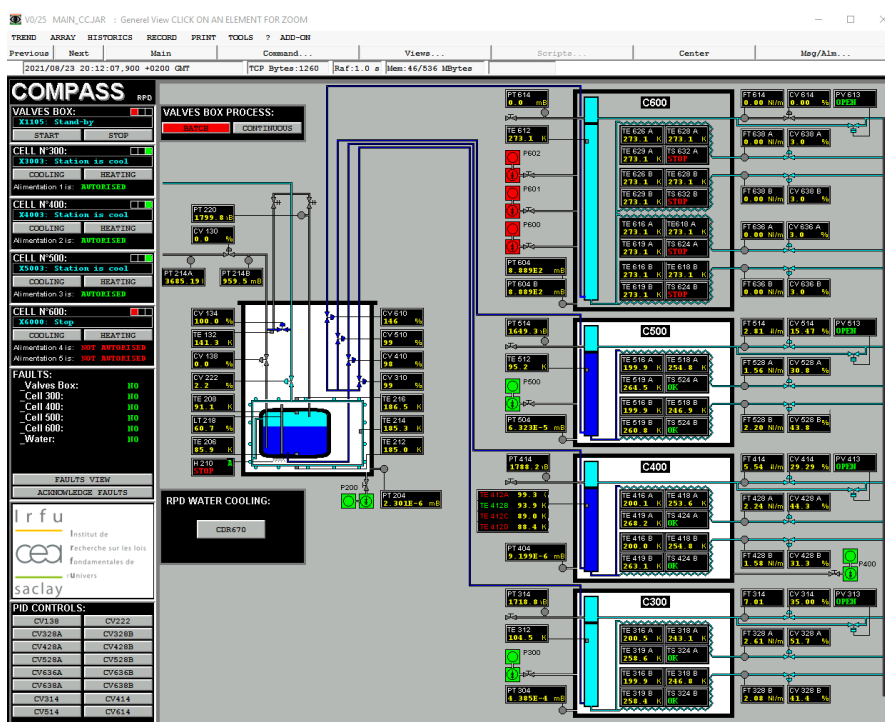 V0/25 MAIN_CC.JAR : Generel View CLICK ON AN ELEMENT FOR ZOOM
TREND ARRAY HISTORICS RECORD PRINT TOOLS ? ADD-ON
Previous Next Main Command... Views... Scripts... Center Msg/Alm...
2021/08/23 20:12:07,900 +0200 GMT TCP Bytes:1260 Raf:1.0 s Mem:46/536 MBytes
COMPASS RPD
VALVES BOX:
X1105: Stand-by
START STOP
CELL N°300:
X3003: Station is cool
COOLING HEATING
Alimentation 1 is: AUTORISED
CELL N°400:
X4003: Station is cool
COOLING HEATING
Alimentation 2 is: AUTORISED
CELL N°500:
X5003: Station is cool
COOLING HEATING
Alimentation 3 is: AUTORISED
CELL N°600:
X6000: Stop
COOLING HEATING
Alimentation 4 is: NOT AUTORISED
Alimentation 5 is: NOT AUTORISED
FAULTS:
_Valves Box: NO
_Cell 300: NO
_Cell 400: NO
_Cell 500: NO
_Cell 600: NO
_Water: NO
FAULTS VIEW
ACKNOWLEDGE FAULTS
Irfu
Institut de
cea recherche sur les lois
fondamentales de
l'Univers
saclay
PID CONTROLS:
CV138 CV222
CV328A CV328B
CV428A CV428B
CV528A CV528B
CV636A CV636B
CV638A CV638B
CV314 CV414
CV514 CV614
VALVES BOX PROCESS:
BATCH CONTINUOUS
PT 220
1799.8
CV 130
0.0 %
PT 214A
3685.19
PT 214B
959.5 mB
CV 134
100.0 %
TE 132
141.3 K
CV 138
0.0 %
CV 222
2.2 %
TE 208
91.1 K
LT 218
60.7 %
TE 206
85.9 K
H 210 A
STOP
CV 610
146 %
CV 510
99 %
CV 410
98 %
CV 310
99 %
TE 216
186.5 K
TE 214
185.3 K
TE 212
185.0 K
P200
PT 204
2.301E-6 mB
RPD WATER COOLING:
CDR670
PT 614
0.0 mB
TE 612
273.1 K
P602
P601
P600
PT 604
8.889E2 mB
PT 604 B
8.889E2 mB
C600
TE 626 A TE 628 A
273.1 K 273.1 K
TE 629 A TS 632 A
273.1 K STOP
TE 626 B TE 628 B
273.1 K 273.1 K
TE 629 B TS 632 B
273.1 K STOP
TE 616 A TE618 A
273.1 K 273.1 K
TE 619 A TS 624 A
273.1 K STOP
TE 616 B TE 618 B
273.1 K 273.1 K
TE 619 B TS 624 B
273.1 K STOP
FT 614 CV 614 PV 613
0.00 Nl/m 0.00 % OPEN
FT 638 A CV 638 A
0.00 Nl/m 3.0 %
FT 638 B CV 638 B
0.00 Nl/m 3.0 %
FT 636 A CV 636 A
0.00 Nl/m 3.0 %
FT 636 B CV 636 B
0.00 Nl/m 3.0 %
PT 514
1649.3
TE 512
95.2 K
P500
PT 504
6.323E-5 mB
C500
TE 516 A TE 518 A
199.9 K 254.8 K
TE 519 A TS 524 A
264.5 K OK
TE 516 B TE 518 B
199.9 K 246.9 K
TE 519 B TS 524 B
260.8 K OK
FT 514 CV 514 PV 513
2.81 Nl/m 15.47 % OPEN
FT 528 A CV 528 A
1.56 Nl/m 30.8 %
FT 528 B CV 528 B
2.20 Nl/m 43.8 %
PT 414
1788.2
TE 412A 99.3
TE 412B 93.9 K
TE 412C 89.0 K
TE 412D 88.4 K
PT 404
9.199E-6 mB
C400
TE 416 A TE 418 A
200.1 K 253.6 K
TE 419 A TS 424 A
268.2 K OK
TE 416 B TE 418 B
200.0 K 254.8 K
TE 419 B TS 424 B
263.1 K OK
FT 414 CV 414 PV 413
5.54 Nl/m 29.29 % OPEN
FT 428 A CV 428 A
2.24 Nl/m 44.3 %
FT 428 B CV 428 B
1.58 Nl/m 31.3 %
P400
PT 314
1718.8
TE 312
104.5 K
P300
PT 304
4.385E-4 mB
C300
TE 316 A TE 318 A
200.5 K 243.1 K
TE 319 A TS 324 A
258.6 K OK
TE 316 B TE 318 B
199.9 K 246.8 K
TE 319 B TS 324 B
258.4 K OK
FT 314 CV 314 PV 313
7.01 35.00 % OPEN
FT 328 A CV 328 A
2.61 Nl/m 51.7 %
FT 328 B CV 328 B
2.08 Nl/m 41.4 %